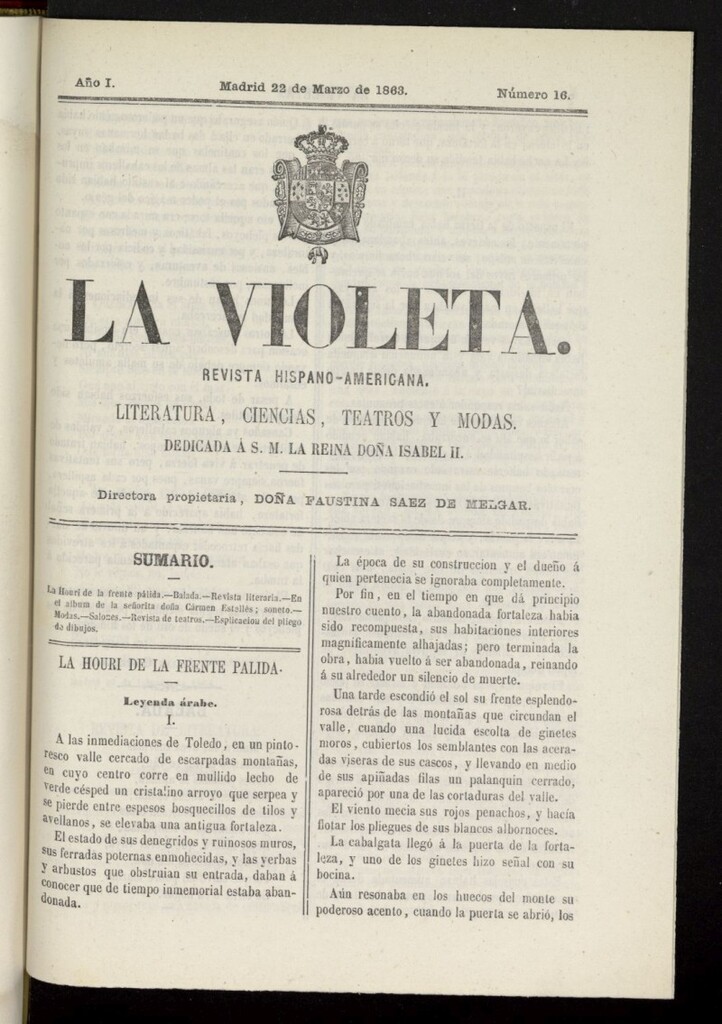 Año I.
Madrid 22 de Marzo de 1863.
Número 16.
LA VIOLETA.
REVISTA HISPANO-AMERICANA.
LITERATURA, CIENCIAS, TEATROS Y MODAS.
DEDICADA Á S. M. LA REINA DOÑA ISABEL II.
Directora propietaria, DOÑA FAUSTINA SAEZ DE MELGAR.
SUMARIO.
La Houri de la frente pálida.—Balada.—Revista literaria.—En
el album de la señorita doña Cármen Estellés; soneto.—
Modas.—Salones.—Revista de teatros.—Esplicacion del pliego
de dibujos.
LA HOURI DE LA FRENTE PALIDA.
Leyenda árabe.
I.
A las inmediaciones de Toledo, en un pinto-
resco valle cercado de escarpadas montañas,
en cuyo centro corre en mullido lecho de
verde césped un cristalino arroyo que serpea y
se pierde entre espesos bosquecillos de tilos y
avellanos, se elevaba una antigua fortaleza.
El estado de sus denegridos y ruinosos muros,
sus ferradas poternas enmohecidas, y las yerbas
y arbustos que obstruian su entrada, daban á
conocer que de tiempo inmemorial estaba aban-
donada.
La época de su construccion y el dueño á
quien pertenecia se ignoraba completamente.
Por fin, en el tiempo en que dá principio
nuestro cuento, la abandonada fortaleza habia
sido recompuesta, sus habitaciones interiores
magníficamente alhajadas; pero terminada la
obra, habia vuelto á ser abandonada, reinando
á su alrededor un silencio de muerte.
Una tarde escondió el sol su frente esplendo-
rosa detrás de las montañas que circundan el
valle, cuando una lucida escolta de ginetes
moros, cubiertos los semblantes con las acera-
das viseras de sus cascos, y llevando en medio
de sus apiñadas filas un palanquin cerrado,
apareció por una de las cortaduras del valle.
El viento mecia sus rojos penachos, y hacía
flotar los pliegues de sus blancos albornoces.
La cabalgata llegó á la puerta de la forta-
leza, y uno de los ginetes hizo señal con su
bocina.
Aún resonaba en los huecos del monte su
poderoso acento, cuando la puerta se abrió, los